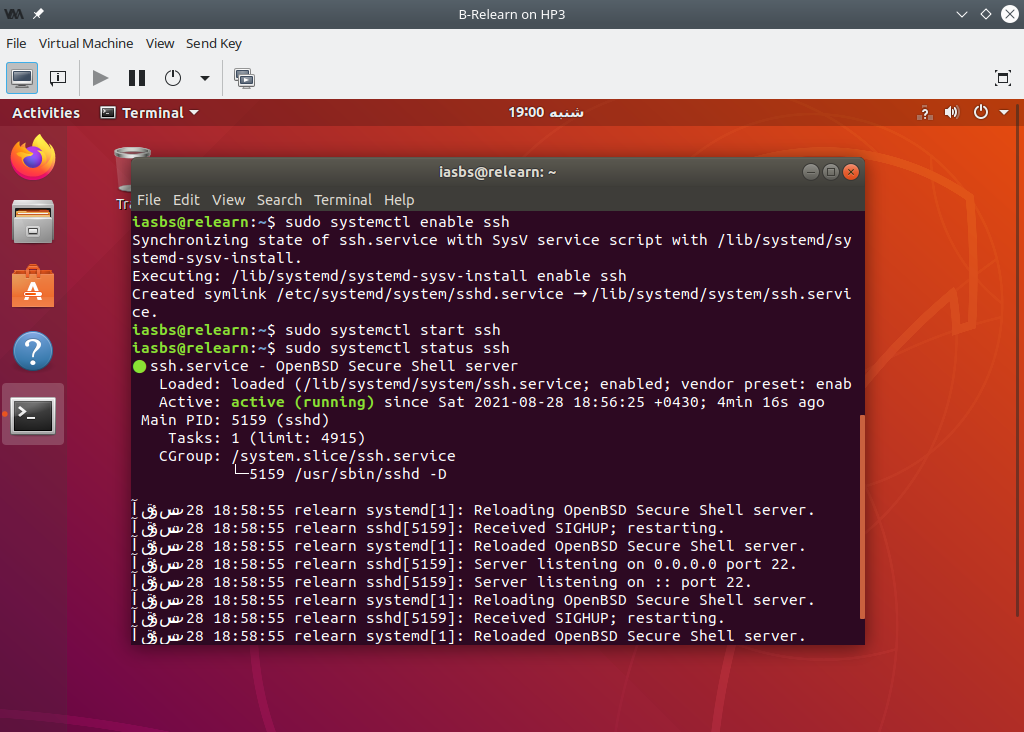 B-Relearn on HP3
File Virtual Machine View Send Key
Activities Terminal شنبه 19:00
iasbs@relearn: ~
File Edit View Search Terminal Help
iasbs@relearn:~$ sudo systemctl enable ssh
Synchronizing state of ssh.service with SysV service script with /lib/systemd/sy
stemd-sysv-install.
Executing: /lib/systemd/systemd-sysv-install enable ssh
Created symlink /etc/systemd/system/sshd.service → /lib/systemd/system/ssh.servi
ce.
iasbs@relearn:~$ sudo systemctl start ssh
iasbs@relearn:~$ sudo systemctl status ssh
● ssh.service - OpenBSD Secure Shell server
Loaded: loaded (/lib/systemd/system/ssh.service; enabled; vendor preset: enab
Active: active (running) since Sat 2021-08-28 18:56:25 +0430; 4min 16s ago
Main PID: 5159 (sshd)
Tasks: 1 (limit: 4915)
CGroup: /system.slice/ssh.service
└─5159 /usr/sbin/sshd -D
28 18:58:55 relearn systemd[1]: Reloading OpenBSD Secure Shell server.
28 18:58:55 relearn sshd[5159]: Received SIGHUP; restarting.
28 18:58:55 relearn systemd[1]: Reloaded OpenBSD Secure Shell server.
28 18:58:55 relearn sshd[5159]: Server listening on 0.0.0.0 port 22.
28 18:58:55 relearn sshd[5159]: Server listening on :: port 22.
28 18:58:55 relearn systemd[1]: Reloading OpenBSD Secure Shell server.
28 18:58:55 relearn sshd[5159]: Received SIGHUP; restarting.
28 18:58:55 relearn systemd[1]: Reloaded OpenBSD Secure Shell server.